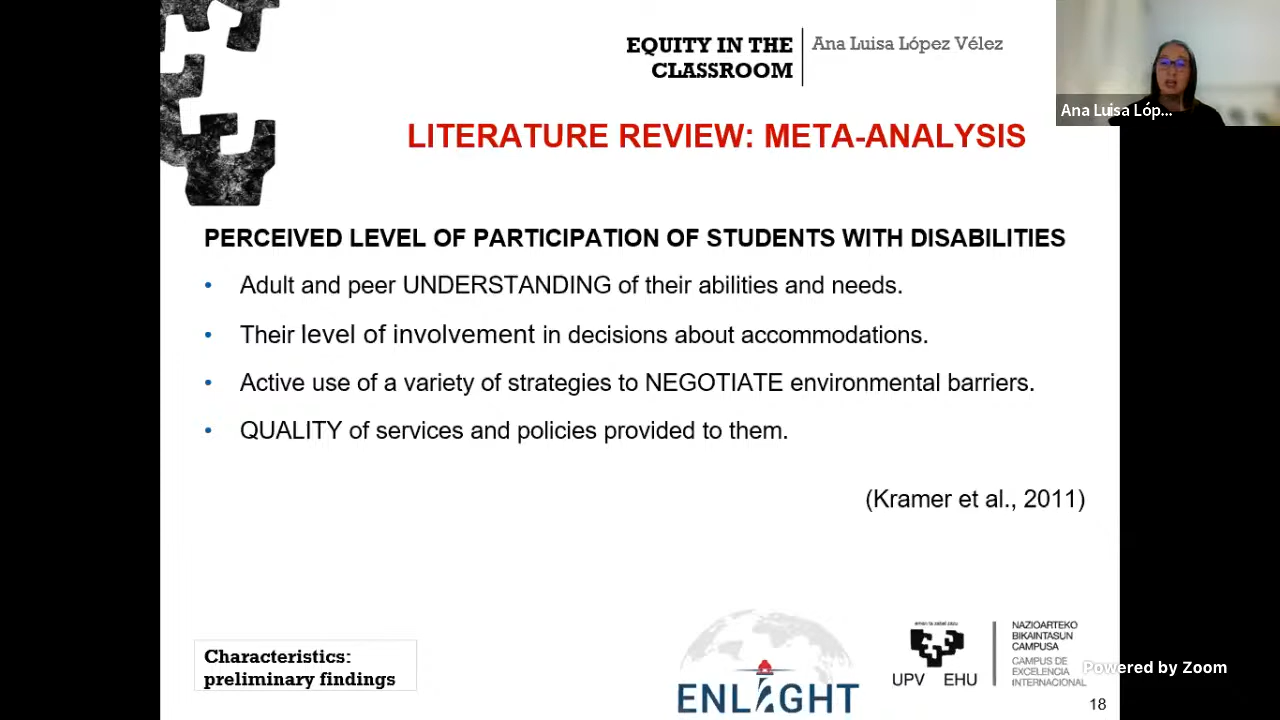 EQUITY IN THE
CLASSROOM
Ana Luisa López Vélez
Ana Luisa Lóp...
LITERATURE REVIEW: META-ANALYSIS
PERCEIVED LEVEL OF PARTICIPATION OF STUDENTS WITH DISABILITIES
• Adult and peer UNDERSTANDING of their abilities and needs.
• Their level of involvement in decisions about accommodations.
• Active use of a variety of strategies to NEGOTIATE environmental barriers.
• QUALITY of services and policies provided to them.
(Kramer et al., 2011)
Characteristics:
preliminary findings
ENLIGHT
eman ta zabal zazu
UPV EHU
NAZIOARTEKO
BIKAINTASUN
CAMPUSA
CAMPUS DE
EXCELENCIA
INTERNACIONAL
Powered by Zoom
18